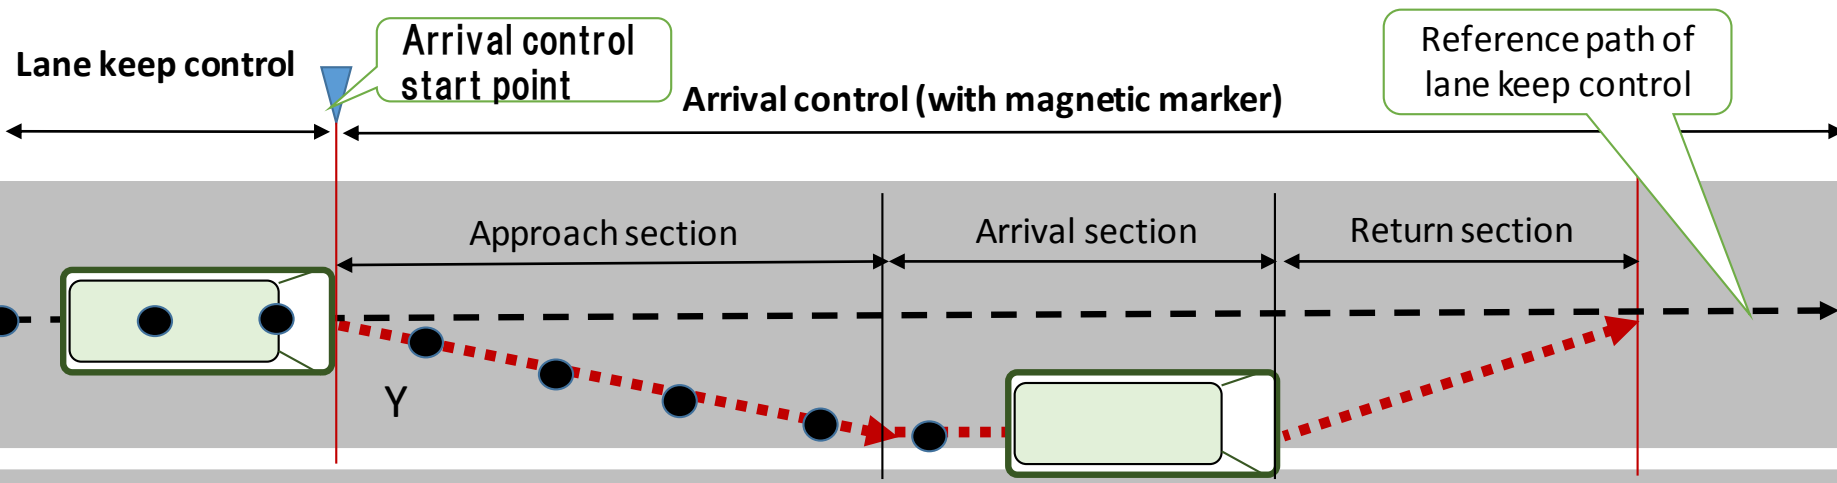 Lane keep control
Arrival control
start point
Arrival control (with magnetic marker)
Reference path of
lane keep control
Approach section
Arrival section
Return section
Y